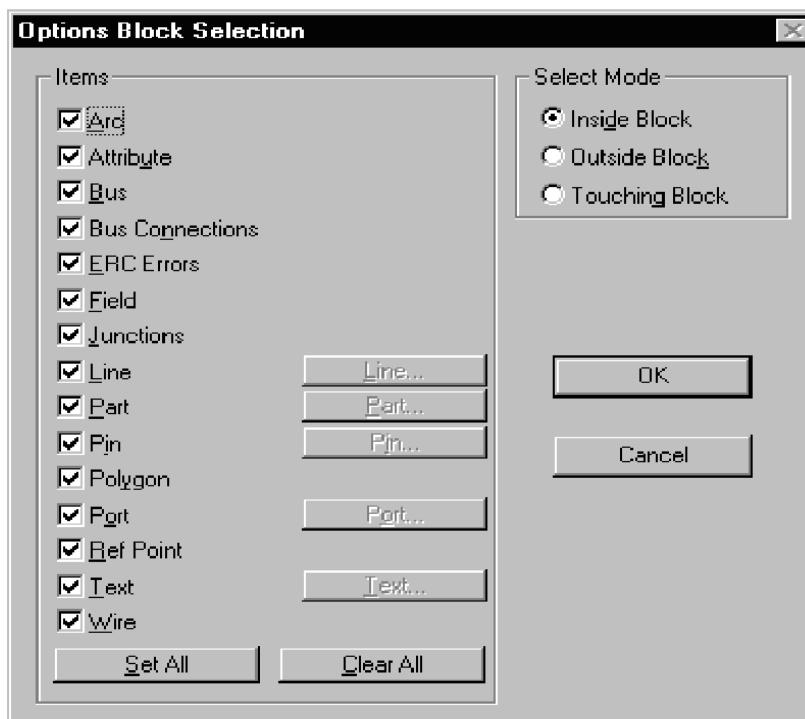 Options Block Selection
Items
Arc
Attribute
Bus
Bus Connections
ERC Errors
Field
Junctions
Line
Line...
Part
Part...
Pin
Pin...
Polygon
Port
Port...
Ref Point
Text
Text...
Wire
Set All
Clear All
Select Mode
Inside Block
Outside Block
Touching Block
OK
Cancel